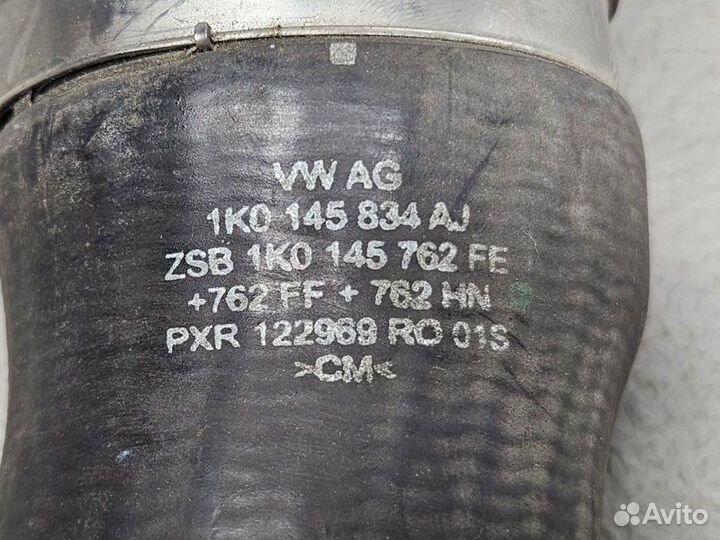 VW AG
1K0 145 834 AJ
ZSB 1K0 145 762 FE
+762 FF + 762 HN
PXR 122969 RO 01S
>CM<
Avito